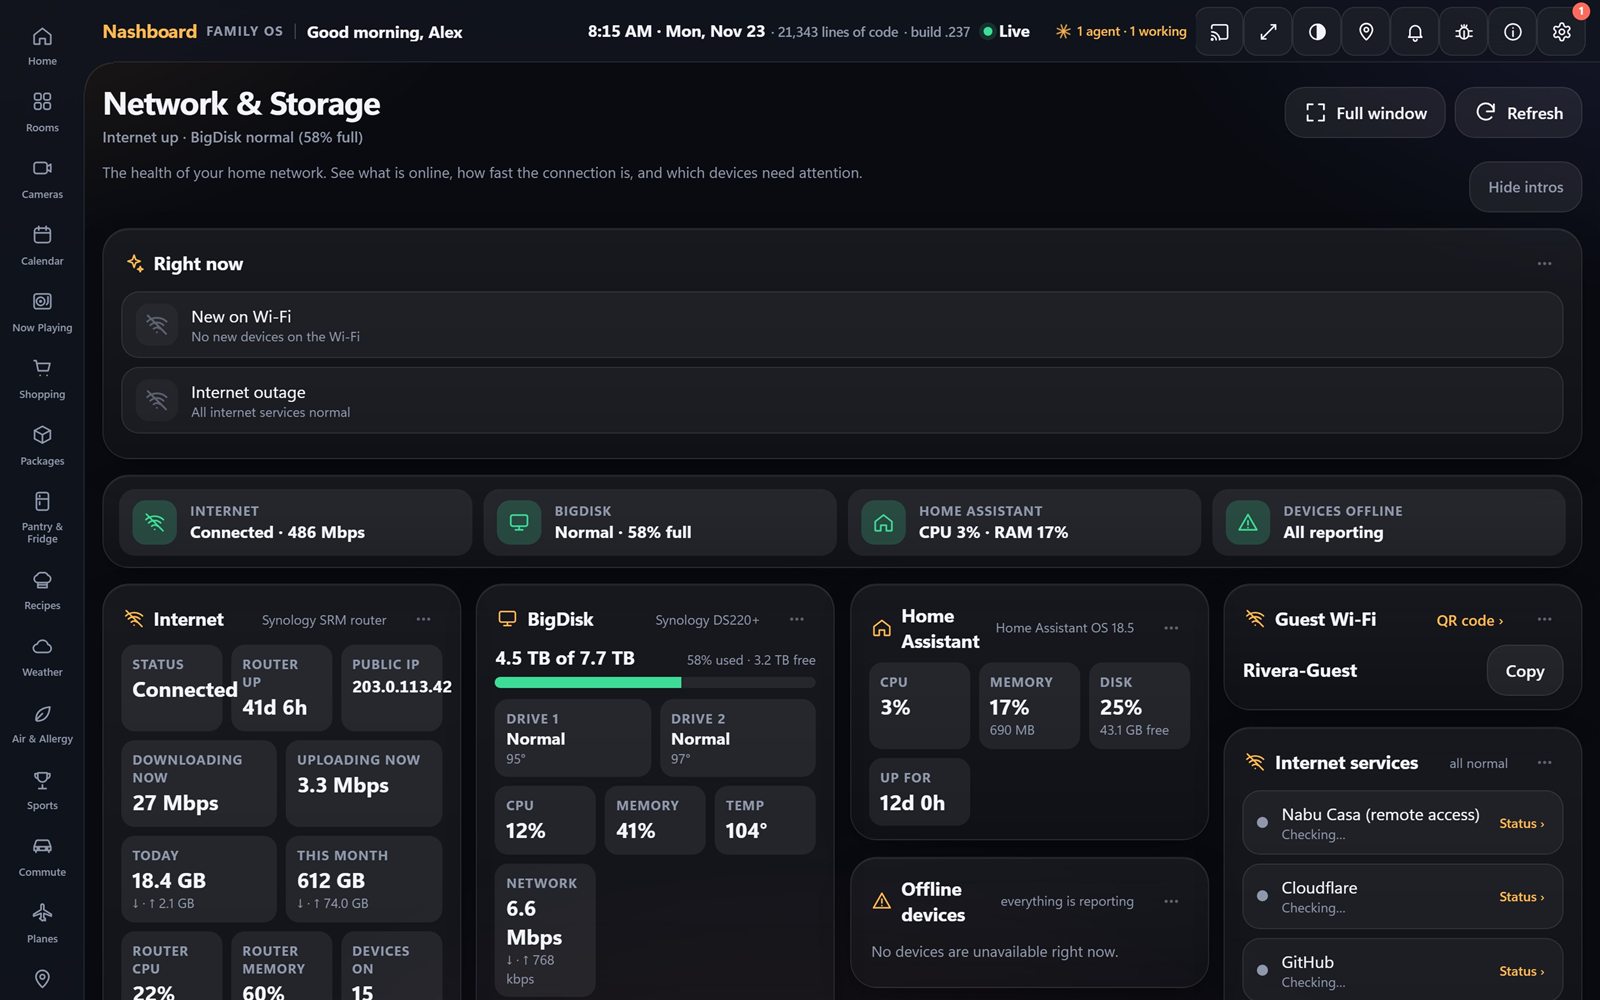 Home
Rooms
Cameras
Calendar
Now Playing
Shopping
Packages
Pantry &
Fridge
Recipes
Weather
Air & Allergy
Sports
Commute
Planes
Nashboard FAMILY OS Good morning, Alex
8:15 AM · Mon, Nov 23 · 21,343 lines of code · build .237 Live
1 agent · 1 working
1
Network & Storage
Internet up · BigDisk normal (58% full)
The health of your home network. See what is online, how fast the connection is, and which devices need attention.
Full window
Refresh
Hide intros
Right now
New on Wi-Fi
No new devices on the Wi-Fi
Internet outage
All internet services normal
INTERNET
Connected · 486 Mbps
BIGDISK
Normal · 58% full
HOME ASSISTANT
CPU 3% · RAM 17%
DEVICES OFFLINE
All reporting
Internet
Synology SRM router
STATUS
Connected
ROUTER
UP
41d 6h
PUBLIC IP
203.0.113.42
DOWNLOADING
NOW
27 Mbps
UPLOADING NOW
3.3 Mbps
TODAY
18.4 GB
↓ · ↑ 2.1 GB
THIS MONTH
612 GB
↓ · ↑ 74.0 GB
ROUTER
CPU
22%
ROUTER
MEMORY
60%
DEVICES
ON
15
BigDisk
Synology DS220+
4.5 TB of 7.7 TB
58% used · 3.2 TB free
DRIVE 1
Normal
95°
DRIVE 2
Normal
97°
CPU
12%
MEMORY
41%
TEMP
104°
NETWORK
6.6
Mbps
↓ · ↑ 768
kbps
Home
Assistant
Home Assistant OS 18.5
CPU
3%
MEMORY
17%
690 MB
DISK
25%
43.1 GB free
UP FOR
12d 0h
Offline
devices
everything is reporting
No devices are unavailable right now.
Guest Wi-Fi
QR code ›
Rivera-Guest
Copy
Internet services
all normal
Nabu Casa (remote access)
Checking...
Status ›
Cloudflare
Checking...
Status ›
GitHub
Checking...
Status ›